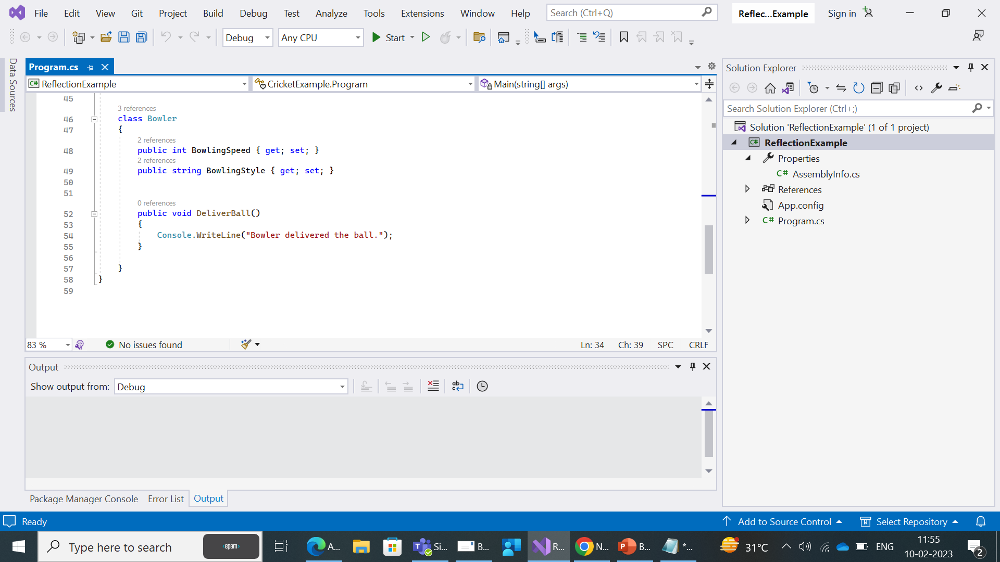 File Edit View Git Project Build Debug Test Analyze Tools Extensions Window Help Search (Ctrl+Q) Reflec...Example Sign in
Debug Any CPU Start
Data Sources
Program.cs
ReflectionExample CricketExample.Program Main(string[] args)
45
3 references
46 class Bowler
47 {
2 references
48 public int BowlingSpeed { get; set; }
2 references
49 public string BowlingStyle { get; set; }
50
51
0 references
52 public void DeliverBall()
53 {
54 Console.WriteLine("Bowler delivered the ball.");
55 }
56
57 }
58 }
59
83 % No issues found Ln: 34 Ch: 39 SPC CRLF
Output
Show output from: Debug
Package Manager Console Error List Output
Solution Explorer
Search Solution Explorer (Ctrl+;)
Solution 'ReflectionExample' (1 of 1 project)
C# ReflectionExample
Properties
C# AssemblyInfo.cs
References
App.config
C# Program.cs
Ready Add to Source Control Select Repository
Type here to search <epam> A... Si... B... R... N... B... *... 31°C ENG 11:55
10-02-2023 2